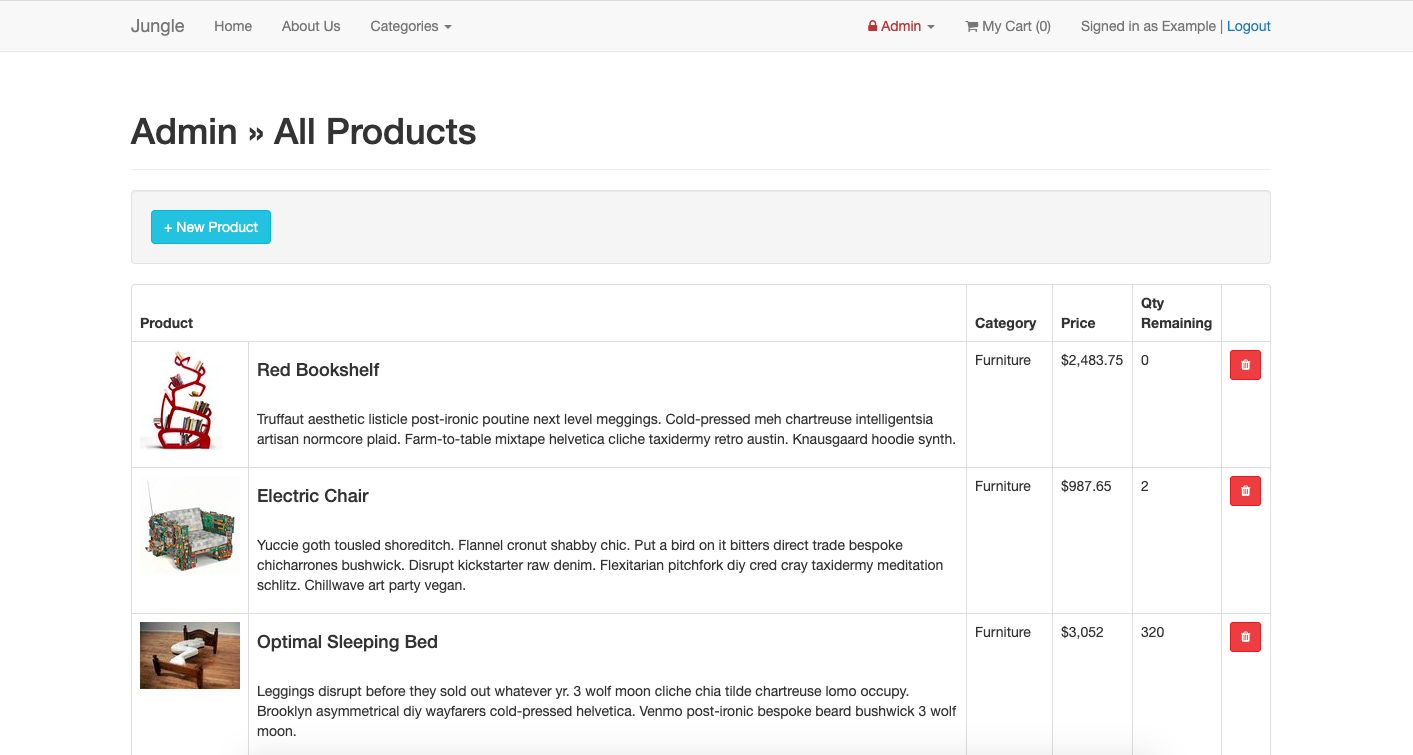 Jungle Home About Us Categories Admin My Cart (0) Signed in as Example | Logout
Admin » All Products
+ New Product
Product Category Price Qty Remaining
Red Bookshelf Furniture $2,483.75 0
Truffaut aesthetic listicle post-ironic poutine next level meggings. Cold-pressed meh chartreuse intelligentsia
artisan normcore plaid. Farm-to-table mixtape helvetica cliche taxidermy retro austin. Knausgaard hoodie synth.
Electric Chair Furniture $987.65 2
Yuccie goth tousled shoreditch. Flannel cronut shabby chic. Put a bird on it bitters direct trade bespoke
chicharrones bushwick. Disrupt kickstarter raw denim. Flexitarian pitchfork diy cred cray taxidermy meditation
schlitz. Chillwave art party vegan.
Optimal Sleeping Bed Furniture $3,052 320
Leggings disrupt before they sold out whatever yr. 3 wolf moon cliche chia tilde chartreuse lomo occupy.
Brooklyn asymmetrical diy wayfarers cold-pressed helvetica. Venmo post-ironic bespoke beard bushwick 3 wolf
moon.